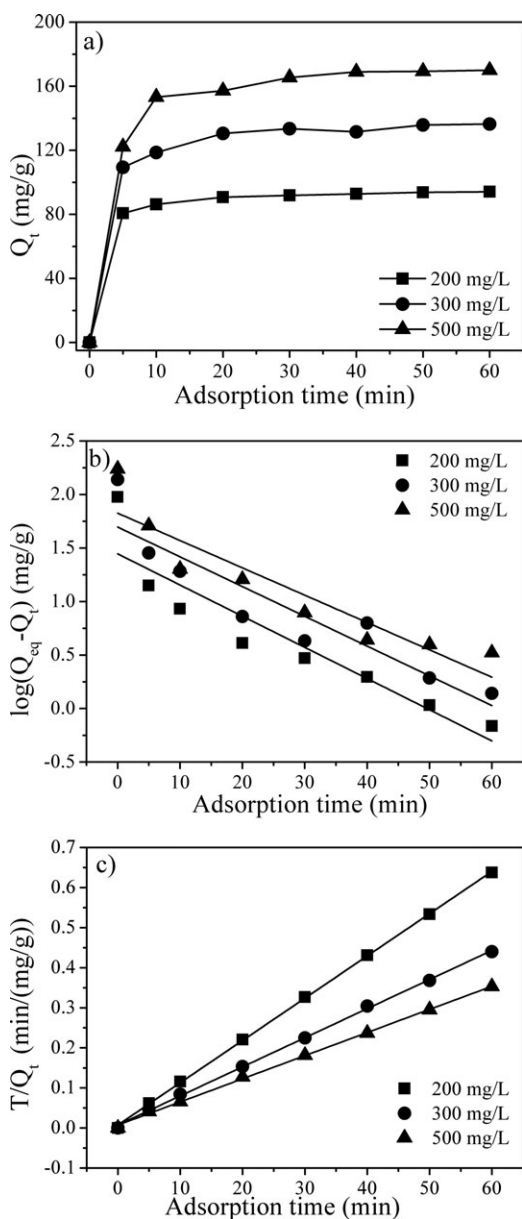 a)
200
160
120
80
40
0
Qt (mg/g)
200 mg/L
300 mg/L
500 mg/L
0 10 20 30 40 50 60
Adsorption time (min)
b)
2.5
2.0
1.5
1.0
0.5
0.0
-0.5
log(Qeq-Qt) (mg/g)
200 mg/L
300 mg/L
500 mg/L
0 10 20 30 40 50 60
Adsorption time (min)
c)
0.7
0.6
0.5
0.4
0.3
0.2
0.1
0.0
-0.1
T/Qt (min/(mg/g))
200 mg/L
300 mg/L
500 mg/L
0 10 20 30 40 50 60
Adsorption time (min)